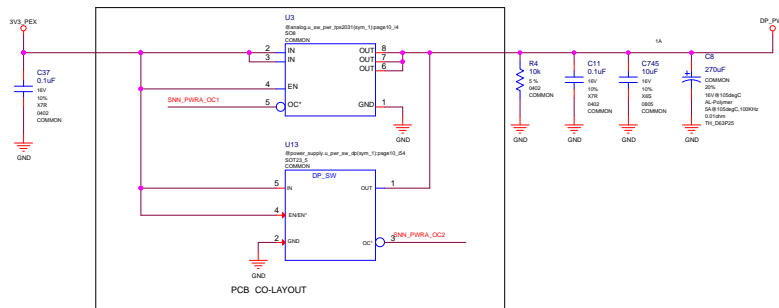 3V3_PEX
C37
0.1uF
16V
10%
X7R
0402
COMMON
GND
U3
@analog.u_sw_pwr_tps2031(sym_1):page10_I4
SO8
COMMON
2 IN OUT 8
3 IN OUT 7
OUT 6
4 EN
SNN_PWRA_OC1 5 OC* GND 1
GND
U13
@power_supply.u_pwr_sw_dp(sym_1):page10_I54
SOT23_5
COMMON
DP_SW
5 IN OUT 1
4 EN/EN*
2 GND
OC* 3 SNN_PWRA_OC2
GND
PCB CO-LAYOUT
1A
R4
10k
5 %
0402
COMMON
GND
C11
0.1uF
16V
10%
X7R
0402
COMMON
GND
C745
10uF
16V
10%
X6S
0805
COMMON
GND
C8
270uF
COMMON
20%
16V@105degC
AL-Polymer
5A@105degC,100KHz
0.01ohm
TH_D63P25
GND